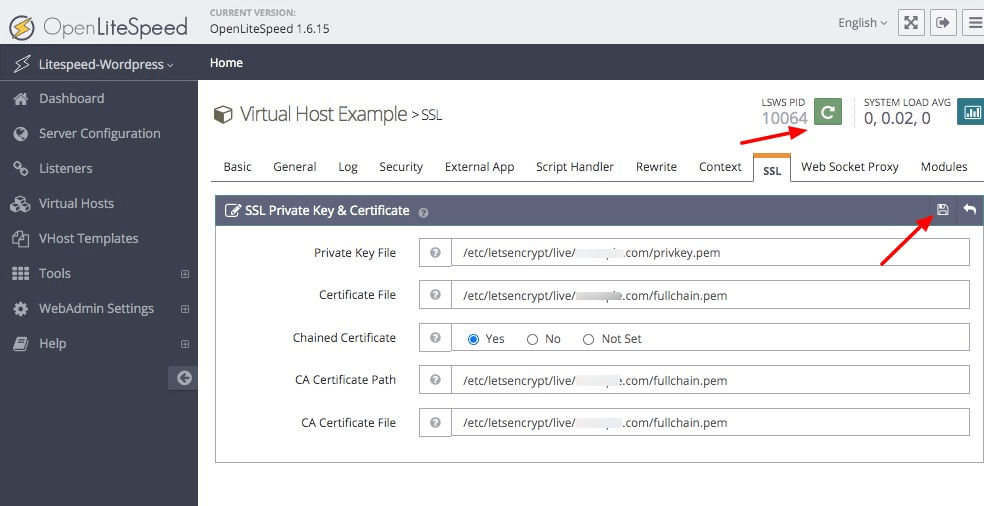 OpenLiteSpeed
CURRENT VERSION:
OpenLiteSpeed 1.6.15
English
Litespeed-Wordpress
Home
Dashboard
Server Configuration
Listeners
Virtual Hosts
VHost Templates
Tools
WebAdmin Settings
Help
Virtual Host Example > SSL
LSWS PID
10064
SYSTEM LOAD AVG
0, 0.02, 0
Basic General Log Security External App Script Handler Rewrite Context SSL Web Socket Proxy Modules
SSL Private Key & Certificate
Private Key File /etc/letsencrypt/live/ .com/privkey.pem
Certificate File /etc/letsencrypt/live/ .com/fullchain.pem
Chained Certificate Yes No Not Set
CA Certificate Path /etc/letsencrypt/live/ .com/fullchain.pem
CA Certificate File /etc/letsencrypt/live/ .com/fullchain.pem